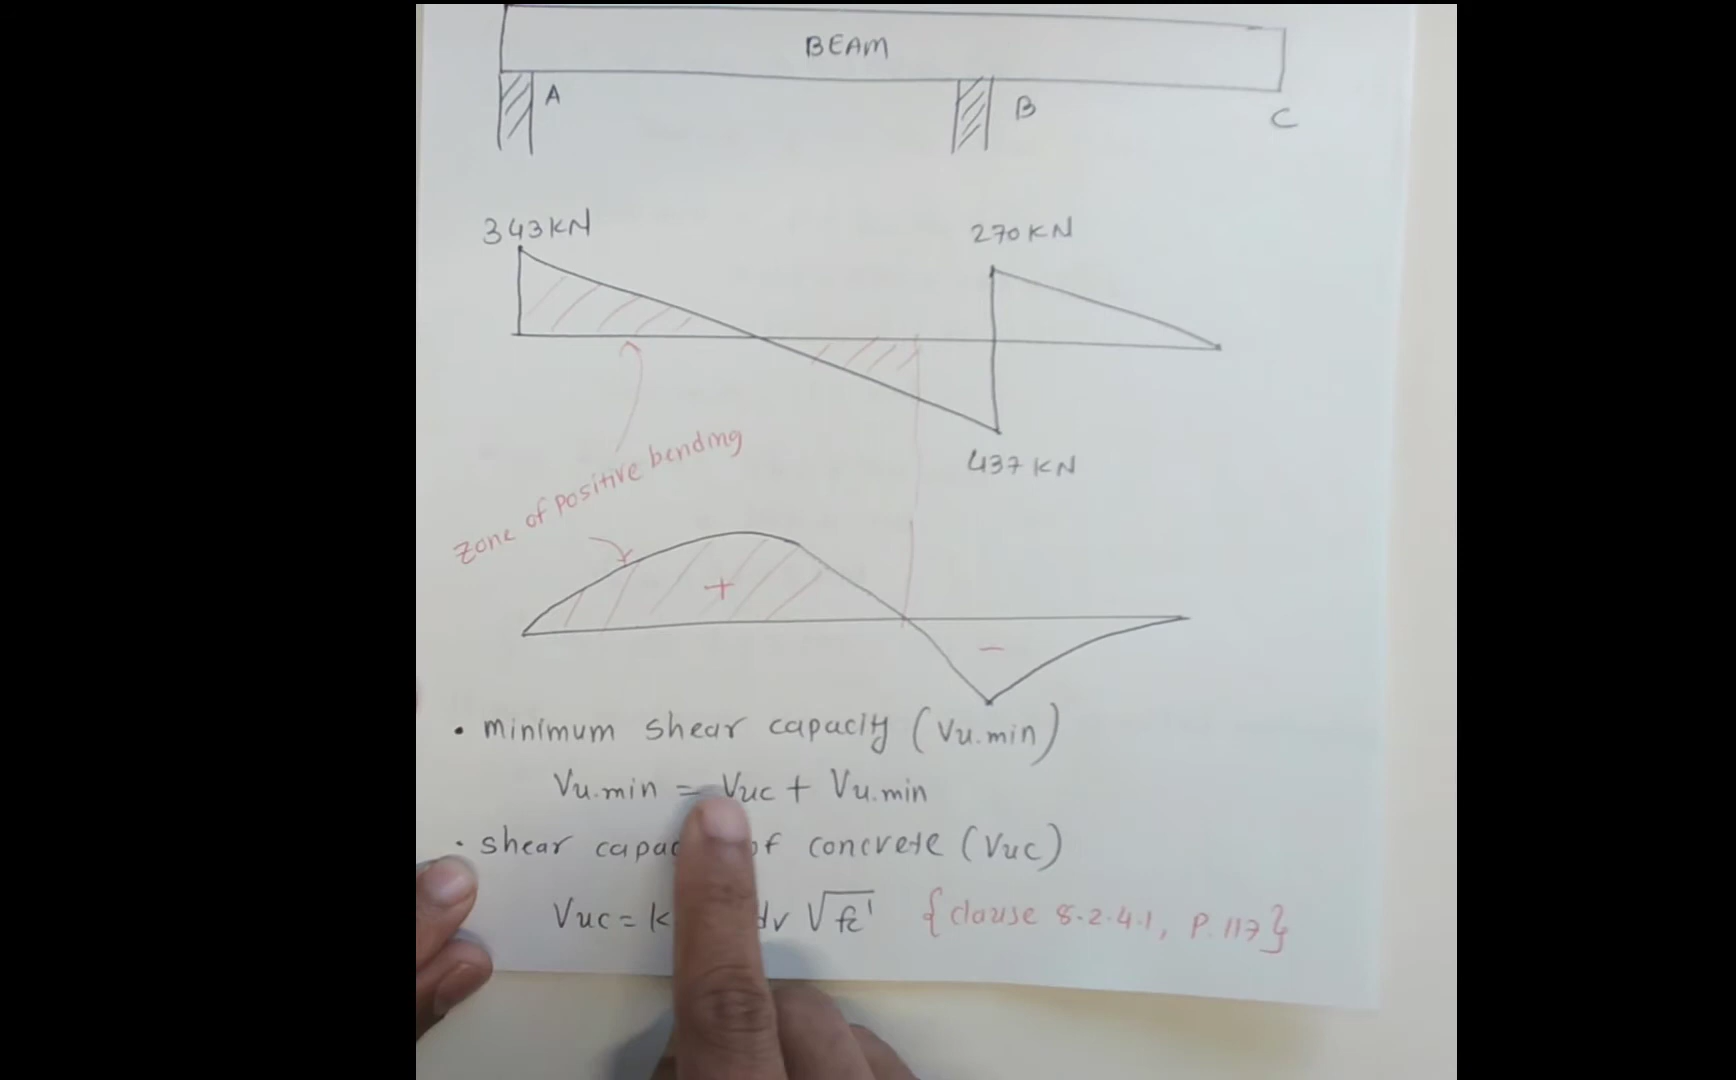 BEAM
A
B
C
343KN
270KN
437KN
zone of positive bending
+
-
• minimum shear capacity (Vu.min)
Vu.min = Vuc + Vu.min
• shear of concrete (Vuc)
Vuc = k dv √fc' {clause 8.2.4.1, P.117}